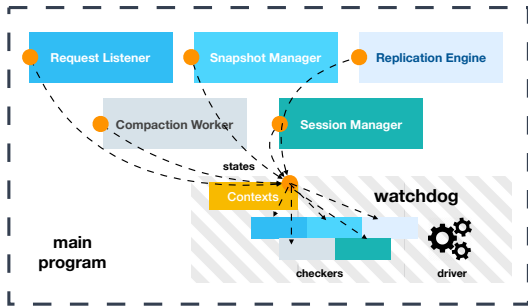 Request Listener
Snapshot Manager
Replication Engine
Compaction Worker
Session Manager
states
Contexts
watchdog
main
program
checkers
driver